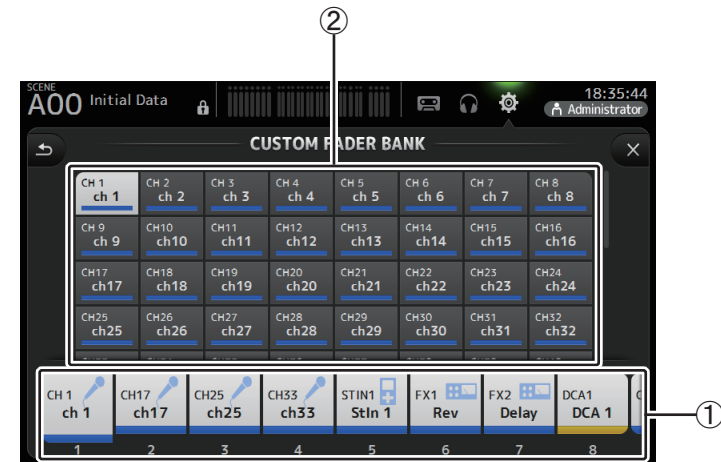 ②
SCENE
A00 Initial Data
18:35:44
Administrator
CUSTOM FADER BANK
CH 1 CH 2 CH 3 CH 4 CH 5 CH 6 CH 7 CH 8
ch 1 ch 2 ch 3 ch 4 ch 5 ch 6 ch 7 ch 8
CH 9 CH10 CH11 CH12 CH13 CH14 CH15 CH16
ch 9 ch10 ch11 ch12 ch13 ch14 ch15 ch16
CH17 CH18 CH19 CH20 CH21 CH22 CH23 CH24
ch17 ch18 ch19 ch20 ch21 ch22 ch23 ch24
CH25 CH26 CH27 CH28 CH29 CH30 CH31 CH32
ch25 ch26 ch27 ch28 ch29 ch30 ch31 ch32
CH 1 CH17 CH25 CH33 STIN1 FX1 FX2 DCA1
ch 1 ch17 ch25 ch33 StIn 1 Rev Delay DCA 1
①
1 2 3 4 5 6 7 8